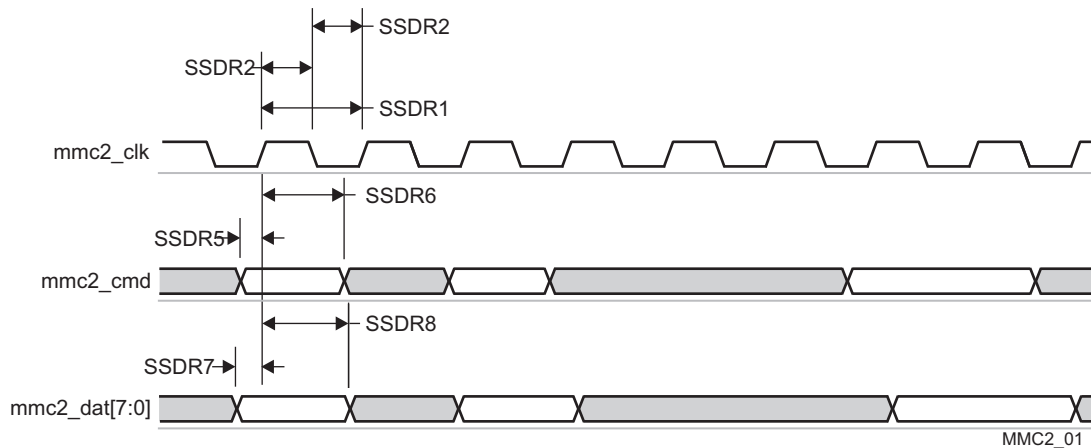 SSDR2
SSDR2
SSDR1
mmc2_clk
SSDR6
SSDR5
mmc2_cmd
SSDR8
SSDR7
mmc2_dat[7:0]
MMC2_01